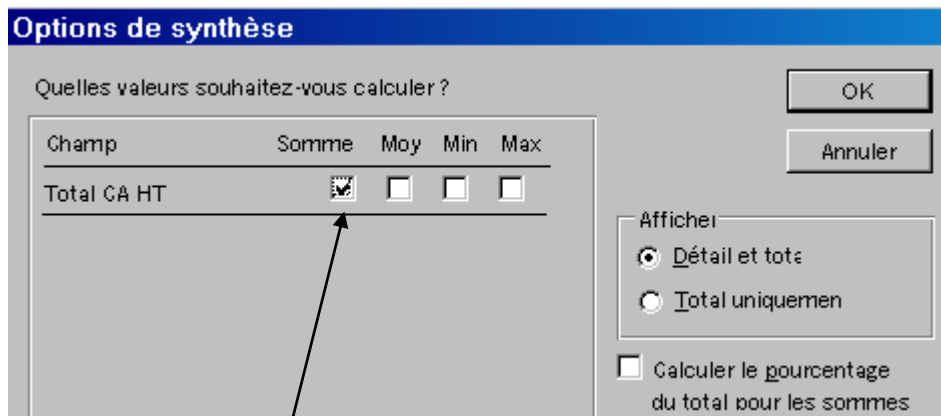 Options de synthèse
Quelles valeurs souhaitez-vous calculer ?
OK
Annuler
Champ Somme Moy Min Max
Total CA HT
Afficher
Détail et tota
Total uniquemen
Calculer le pourcentage
du total pour les sommes